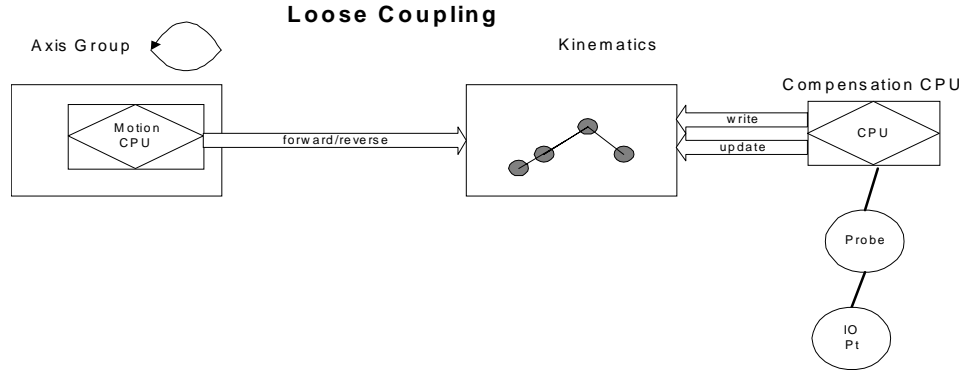 Loose Coupling
Axis Group
Kinematics
Compensation CPU
Motion
CPU
forward/reverse
write
CPU
update
Probe
IO
Pt